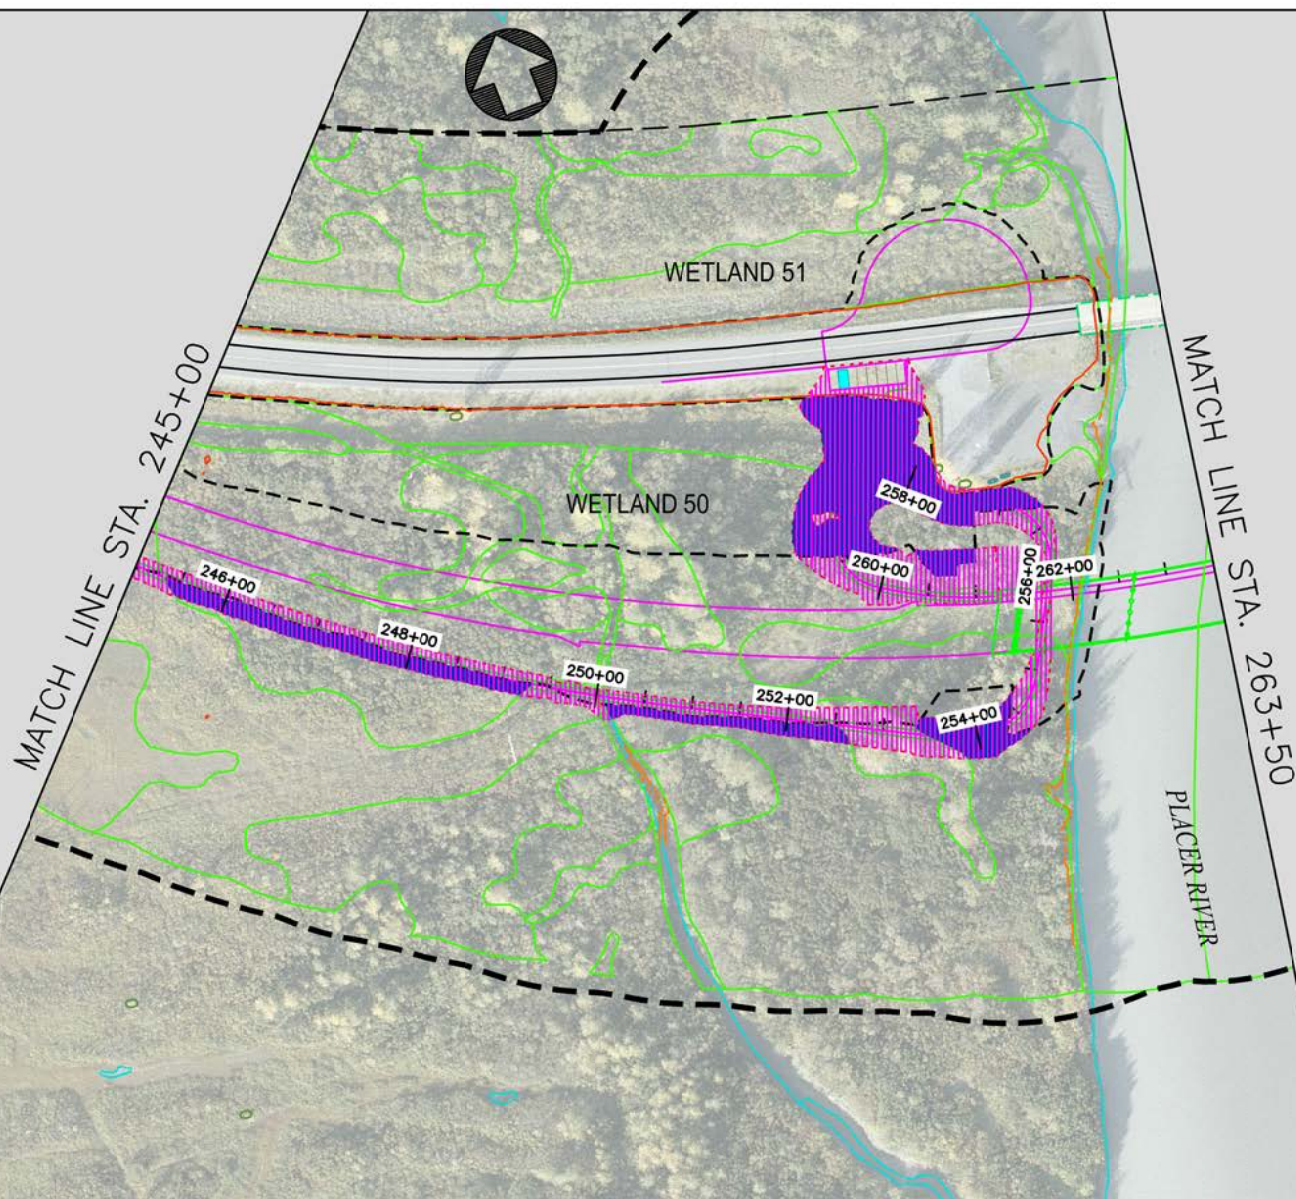 WETLAND 51
MATCH LINE STA. 245+00
MATCH LINE STA. 263+50
WETLAND 50
258+00
260+00
256+00
262+00
246+00
248+00
250+00
252+00
254+00
PLACER RIVER